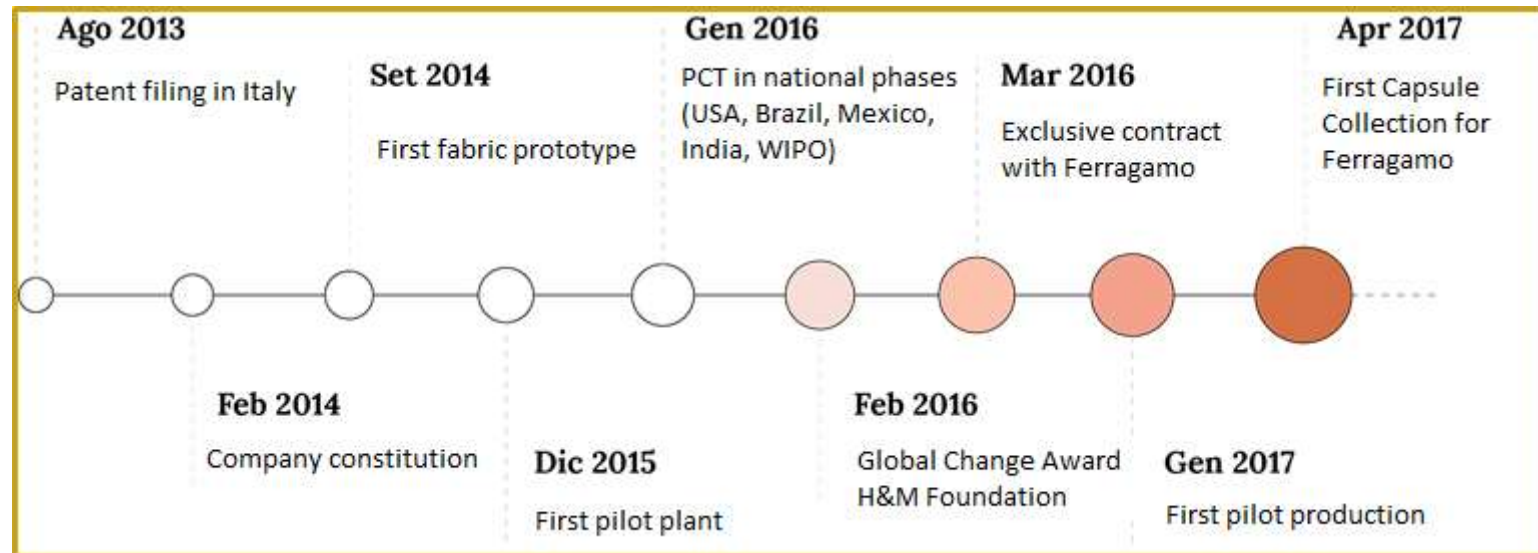 Ago 2013
Patent filing in Italy
Feb 2014
Company constitution
Set 2014
First fabric prototype
Dic 2015
First pilot plant
Gen 2016
PCT in national phases
(USA, Brazil, Mexico,
India, WIPO)
Feb 2016
Global Change Award
H&M Foundation
Mar 2016
Exclusive contract
with Ferragamo
Gen 2017
First pilot production
Apr 2017
First Capsule
Collection for
Ferragamo